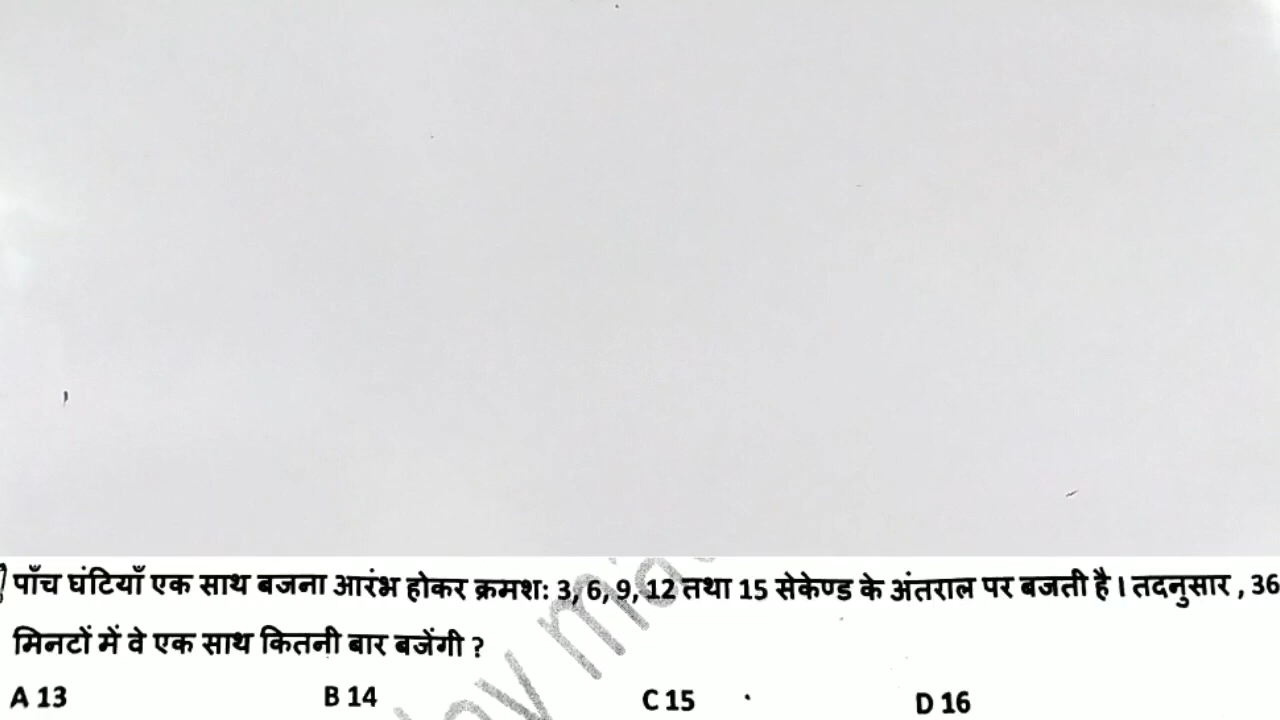 पाँच घंटियाँ एक साथ बजना आरंभ होकर क्रमश: 3, 6, 9, 12 तथा 15 सेकेण्ड के अंतराल पर बजती है । तदनुसार , 36
मिनटों में वे एक साथ कितनी बार बजेंगी ?
A 13 B 14 C 15 D 16